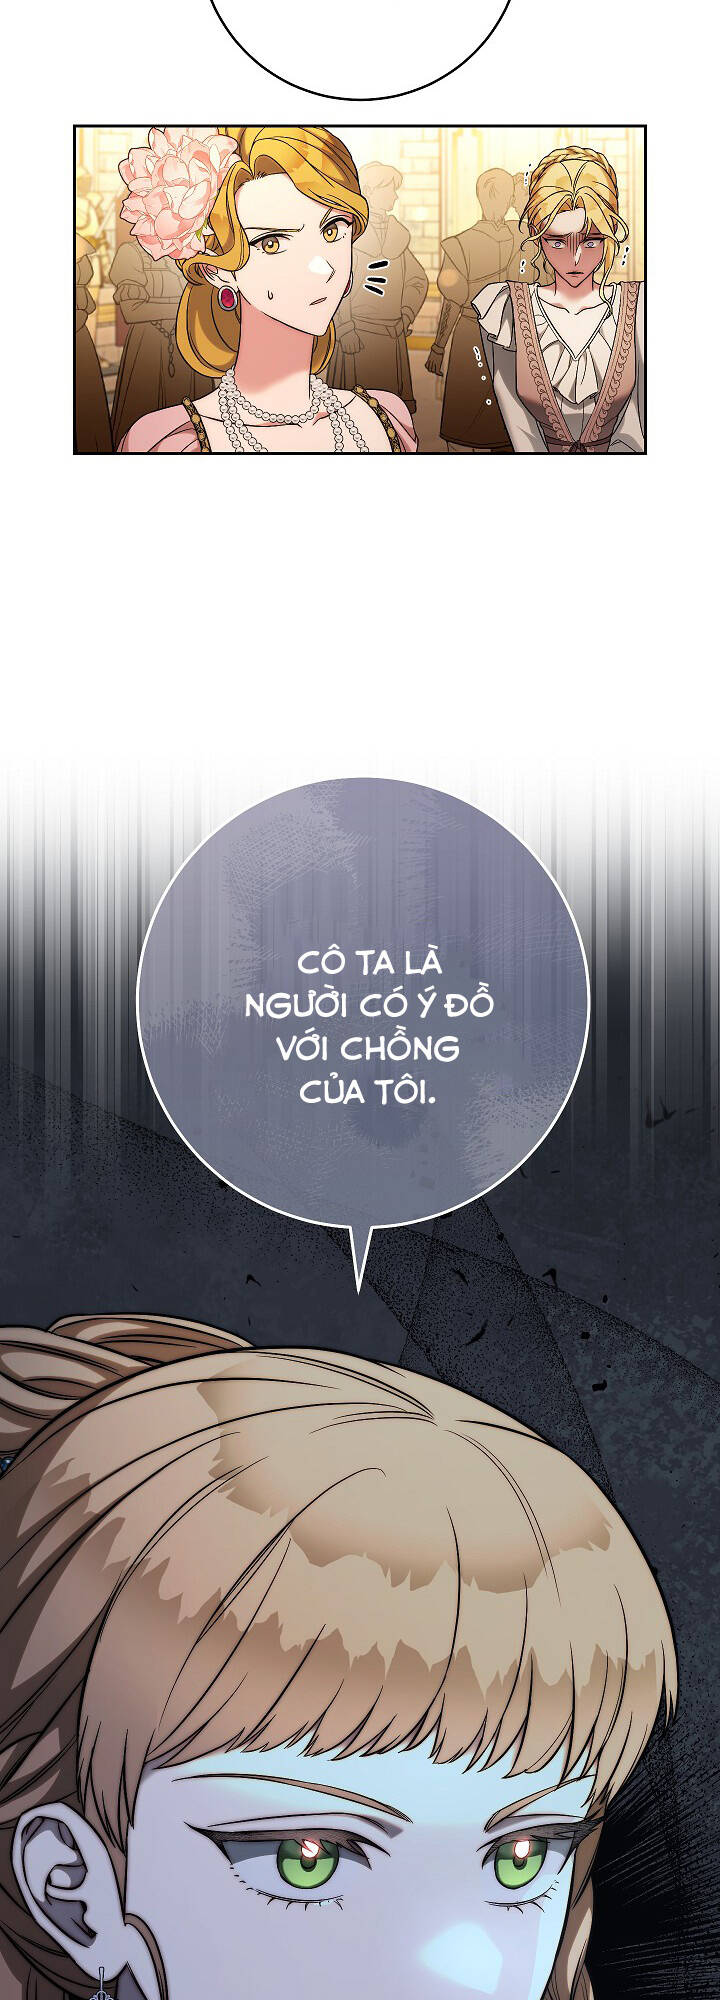 CÔ TA LÀ
NGƯỜI CÓ Ý ĐỒ
VỚI CHỒNG
CỦA TÔI.